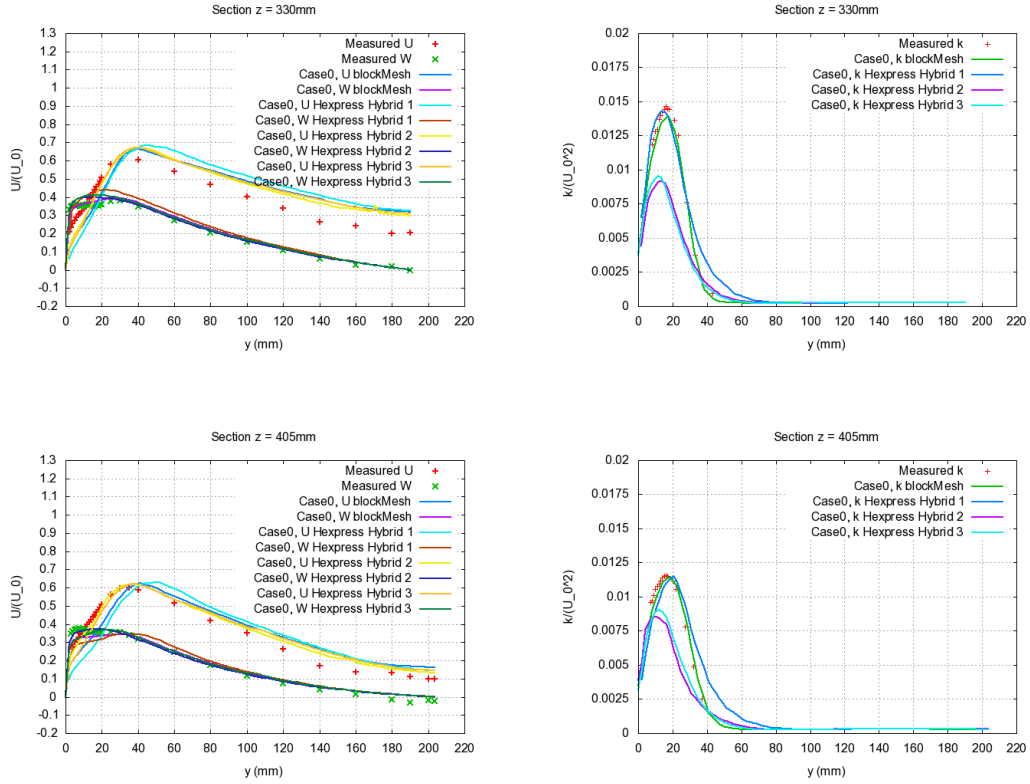 Section z = 330mm
U/(U_0)
1.3
1.2
1.1
1
0.9
0.8
0.7
0.6
0.5
0.4
0.3
0.2
0.1
0
-0.1
-0.2
Measured U
Measured W
Case0, U blockMesh
Case0, W blockMesh
Case0, U Hexpress Hybrid 1
Case0, W Hexpress Hybrid 1
Case0, U Hexpress Hybrid 2
Case0, W Hexpress Hybrid 2
Case0, U Hexpress Hybrid 3
Case0, W Hexpress Hybrid 3
0 20 40 60 80 100 120 140 160 180 200 220
y (mm)
Section z = 330mm
k/(U_0^2)
0.02
0.0175
0.015
0.0125
0.01
0.0075
0.005
0.0025
0
Measured k
Case0, k blockMesh
Case0, k Hexpress Hybrid 1
Case0, k Hexpress Hybrid 2
Case0, k Hexpress Hybrid 3
0 20 40 60 80 100 120 140 160 180 200 220
y (mm)
Section z = 405mm
U/(U_0)
1.3
1.2
1.1
1
0.9
0.8
0.7
0.6
0.5
0.4
0.3
0.2
0.1
0
-0.1
-0.2
Measured U
Measured W
Case0, U blockMesh
Case0, W blockMesh
Case0, U Hexpress Hybrid 1
Case0, W Hexpress Hybrid 1
Case0, U Hexpress Hybrid 2
Case0, W Hexpress Hybrid 2
Case0, U Hexpress Hybrid 3
Case0, W Hexpress Hybrid 3
0 20 40 60 80 100 120 140 160 180 200 220
y (mm)
Section z = 405mm
k/(U_0^2)
0.02
0.0175
0.015
0.0125
0.01
0.0075
0.005
0.0025
0
Measured k
Case0, k blockMesh
Case0, k Hexpress Hybrid 1
Case0, k Hexpress Hybrid 2
Case0, k Hexpress Hybrid 3
0 20 40 60 80 100 120 140 160 180 200 220
y (mm)